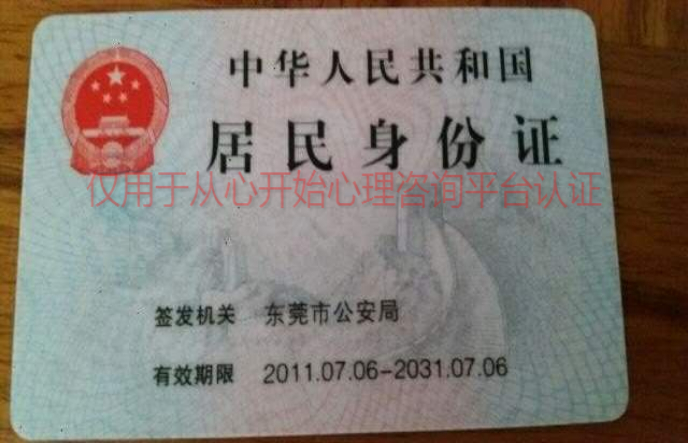 中华人民共和国
居民身份证
仅用于从心开始心理咨询平台认证
签发机关 东莞市公安局
有效期限 2011.07.06-2031.07.06